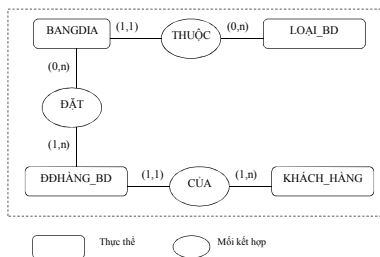 BANGDIA (1,1) THUỘC (0,n) LOẠI_BD
(0,n)
ĐẶT
(1,n)
ĐĐHÀNG_BD (1,1) CỦA (1,n) KHÁCH_HÀNG
Thực thể Mối kết hợp